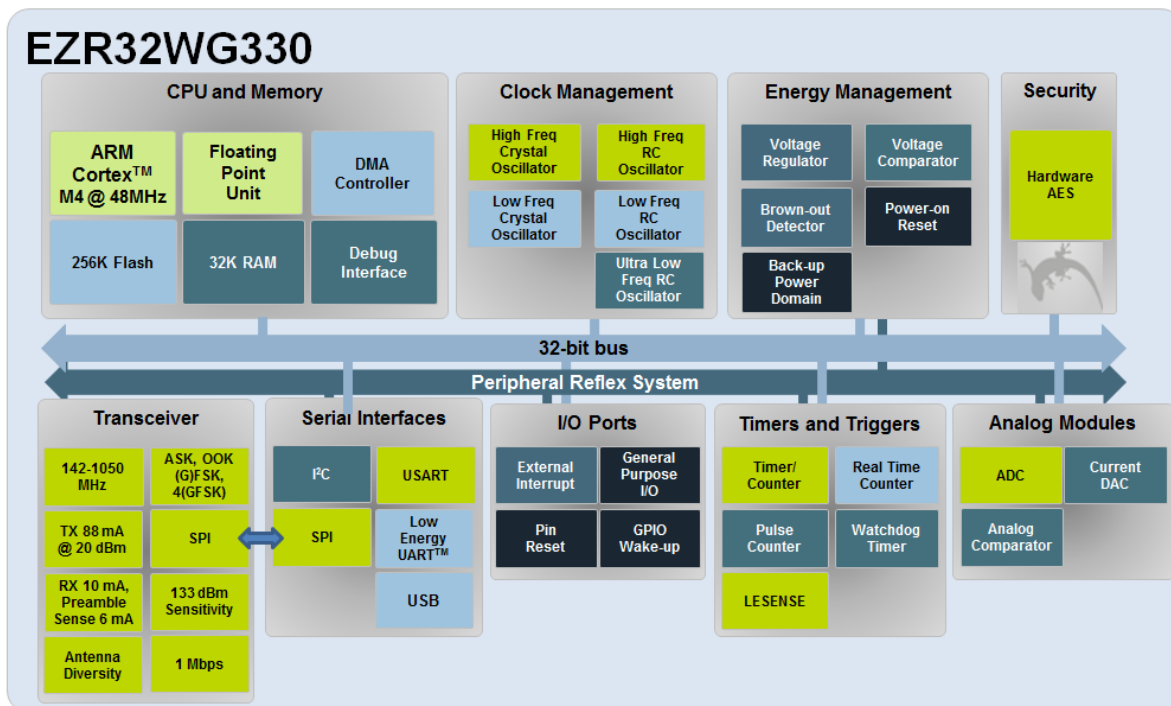 EZR32WG330
CPU and Memory
ARM
Cortex™
M4 @ 48MHz
Floating
Point
Unit
DMA
Controller
256K Flash
32K RAM
Debug
Interface
Clock Management
High Freq
Crystal
Oscillator
High Freq
RC
Oscillator
Low Freq
Crystal
Oscillator
Low Freq
RC
Oscillator
Ultra Low
Freq RC
Oscillator
Energy Management
Voltage
Regulator
Voltage
Comparator
Brown-out
Detector
Power-on
Reset
Back-up
Power
Domain
Security
Hardware
AES
32-bit bus
Peripheral Reflex System
Transceiver
142-1050
MHz
ASK, OOK
(G)FSK,
4(GFSK)
TX 88 mA
@ 20 dBm
SPI
RX 10 mA,
Preamble
Sense 6 mA
133 dBm
Sensitivity
Antenna
Diversity
1 Mbps
Serial Interfaces
I²C
USART
SPI
Low
Energy
UART™
USB
I/O Ports
External
Interrupt
General
Purpose
I/O
Pin
Reset
GPIO
Wake-up
Timers and Triggers
Timer/
Counter
Real Time
Counter
Pulse
Counter
Watchdog
Timer
LESENSE
Analog Modules
ADC
Current
DAC
Analog
Comparator